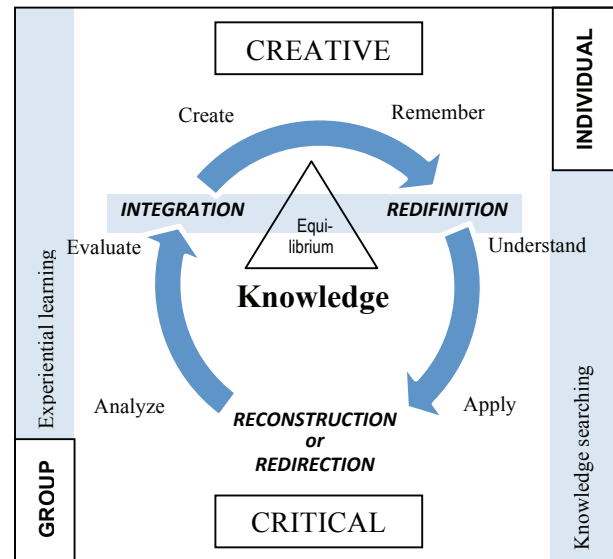 CREATIVE
INDIVIDUAL
Create
Remember
INTEGRATION
REDIFINITION
Equi-
librium
Evaluate
Understand
Knowledge
Experiential learning
Knowledge searching
Analyze
Apply
RECONSTRUCTION
or
REDIRECTION
GROUP
CRITICAL